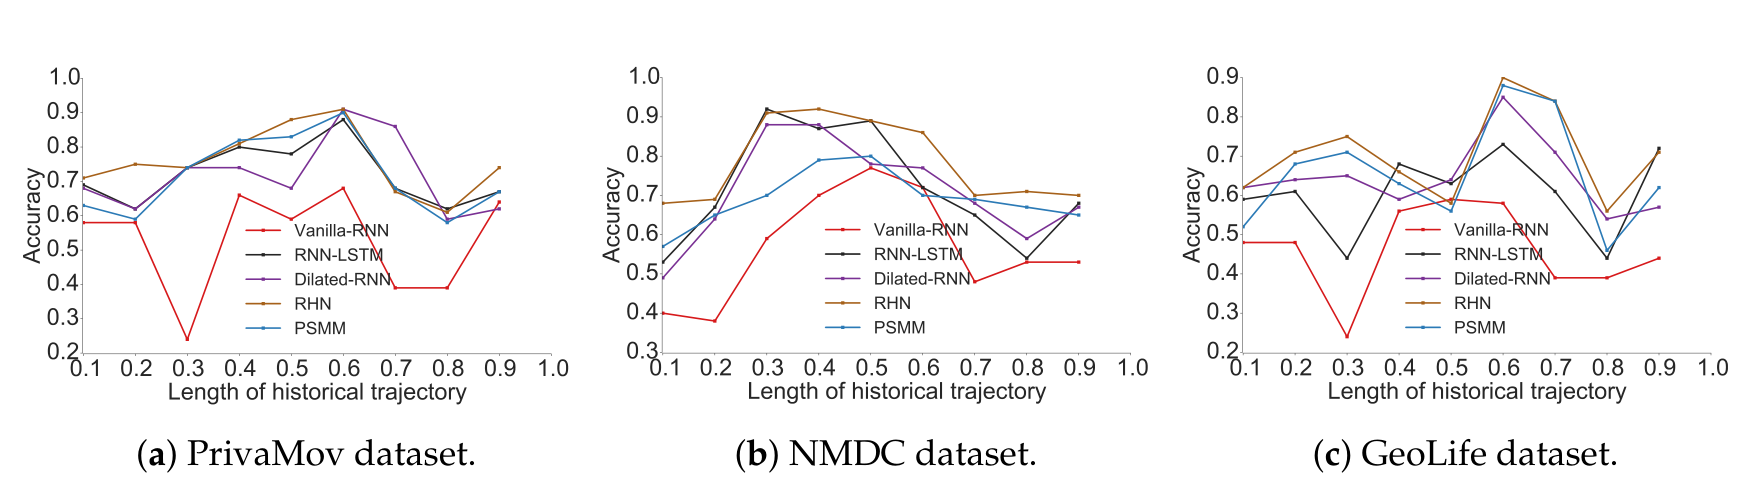 1.0
0.9
0.8
0.7
0.6
0.5
0.4
0.3
0.2
Accuracy
Vanilla-RNN
RNN-LSTM
Dilated-RNN
RHN
PSMM
0.1 0.2 0.3 0.4 0.5 0.6 0.7 0.8 0.9 1.0
Length of historical trajectory
(a) PrivaMov dataset.
1.0
0.9
0.8
0.7
0.6
0.5
0.4
0.3
Accuracy
Vanilla-RNN
RNN-LSTM
Dilated-RNN
RHN
PSMM
0.1 0.2 0.3 0.4 0.5 0.6 0.7 0.8 0.9 1.0
Length of historical trajectory
(b) NMDC dataset.
0.9
0.8
0.7
0.6
0.5
0.4
0.3
0.2
Accuracy
Vanilla-RNN
RNN-LSTM
Dilated-RNN
RHN
PSMM
0.1 0.2 0.3 0.4 0.5 0.6 0.7 0.8 0.9 1.0
Length of historical trajectory
(c) GeoLife dataset.